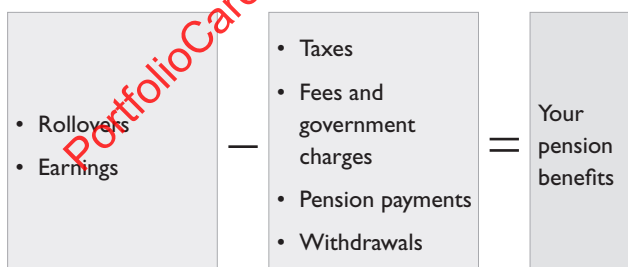 • Rollovers
• Earnings
—
• Taxes
• Fees and
government
charges
• Pension payments
• Withdrawals
=
Your
pension
benefits
PortfolioCare